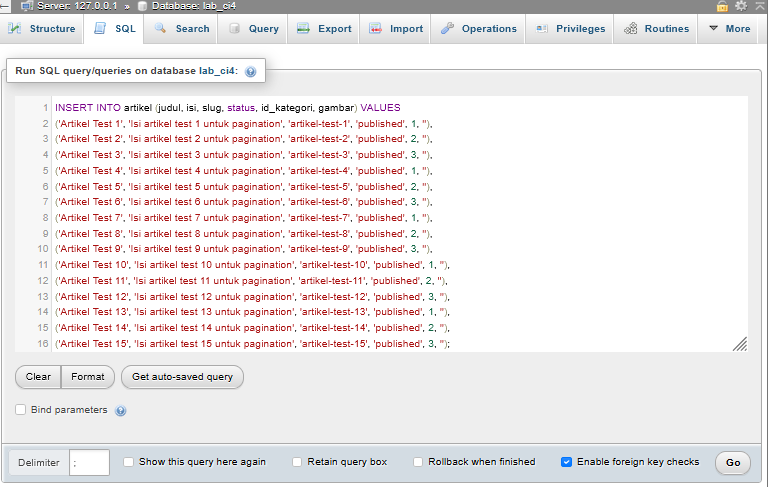 Server: 127.0.0.1 » Database: lab_ci4
Structure SQL Search Query Export Import Operations Privileges Routines More
Run SQL query/queries on database lab_ci4:
1 INSERT INTO artikel (judul, isi, slug, status, id_kategori, gambar) VALUES
2 ('Artikel Test 1', 'Isi artikel test 1 untuk pagination', 'artikel-test-1', 'published', 1, ''),
3 ('Artikel Test 2', 'Isi artikel test 2 untuk pagination', 'artikel-test-2', 'published', 2, ''),
4 ('Artikel Test 3', 'Isi artikel test 3 untuk pagination', 'artikel-test-3', 'published', 3, ''),
5 ('Artikel Test 4', 'Isi artikel test 4 untuk pagination', 'artikel-test-4', 'published', 1, ''),
6 ('Artikel Test 5', 'Isi artikel test 5 untuk pagination', 'artikel-test-5', 'published', 2, ''),
7 ('Artikel Test 6', 'Isi artikel test 6 untuk pagination', 'artikel-test-6', 'published', 3, ''),
8 ('Artikel Test 7', 'Isi artikel test 7 untuk pagination', 'artikel-test-7', 'published', 1, ''),
9 ('Artikel Test 8', 'Isi artikel test 8 untuk pagination', 'artikel-test-8', 'published', 2, ''),
10 ('Artikel Test 9', 'Isi artikel test 9 untuk pagination', 'artikel-test-9', 'published', 3, ''),
11 ('Artikel Test 10', 'Isi artikel test 10 untuk pagination', 'artikel-test-10', 'published', 1, ''),
12 ('Artikel Test 11', 'Isi artikel test 11 untuk pagination', 'artikel-test-11', 'published', 2, ''),
13 ('Artikel Test 12', 'Isi artikel test 12 untuk pagination', 'artikel-test-12', 'published', 3, ''),
14 ('Artikel Test 13', 'Isi artikel test 13 untuk pagination', 'artikel-test-13', 'published', 1, ''),
15 ('Artikel Test 14', 'Isi artikel test 14 untuk pagination', 'artikel-test-14', 'published', 2, ''),
16 ('Artikel Test 15', 'Isi artikel test 15 untuk pagination', 'artikel-test-15', 'published', 3, '');
Clear Format Get auto-saved query
Bind parameters
Delimiter ; Show this query here again Retain query box Rollback when finished Enable foreign key checks Go